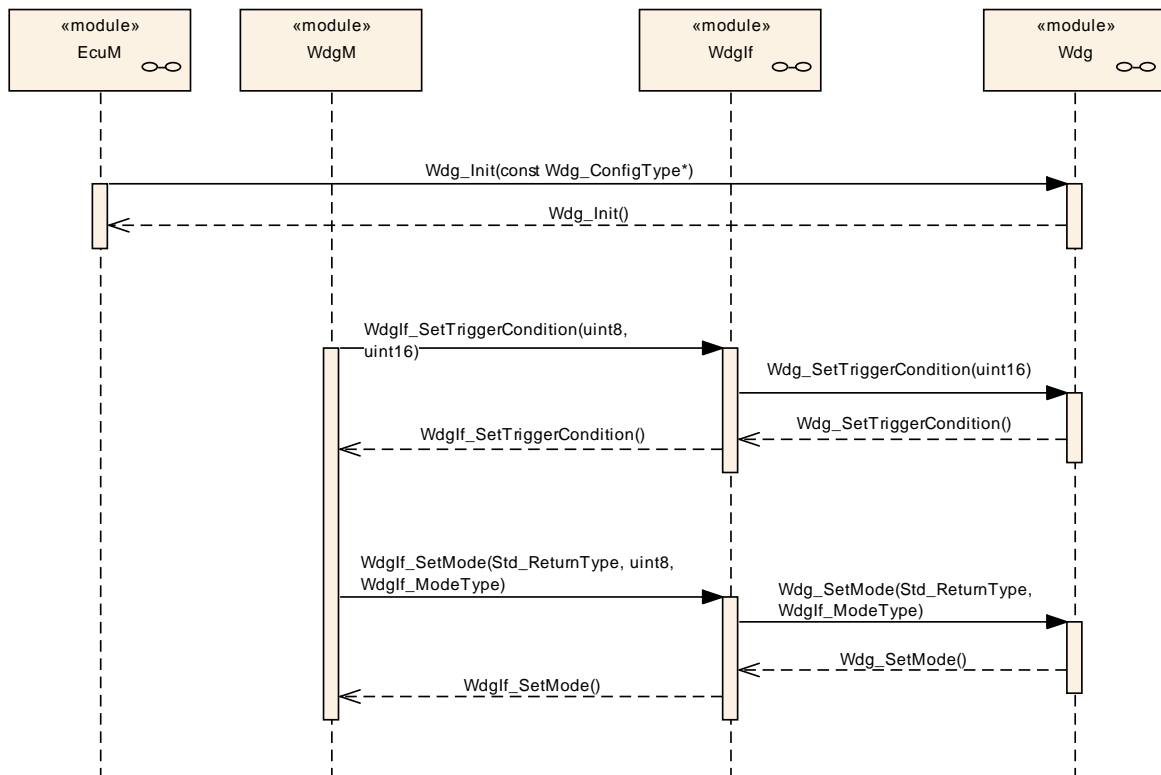 «module»
EcuM
«module»
WdgM
«module»
WdgIf
«module»
Wdg
Wdg_Init(const Wdg_ConfigType*)
Wdg_Init()
WdgIf_SetTriggerCondition(uint8,
uint16)
Wdg_SetTriggerCondition(uint16)
Wdg_SetTriggerCondition()
WdgIf_SetTriggerCondition()
WdgIf_SetMode(Std_ReturnType, uint8,
WdgIf_ModeType)
Wdg_SetMode(Std_ReturnType,
WdgIf_ModeType)
Wdg_SetMode()
WdgIf_SetMode()